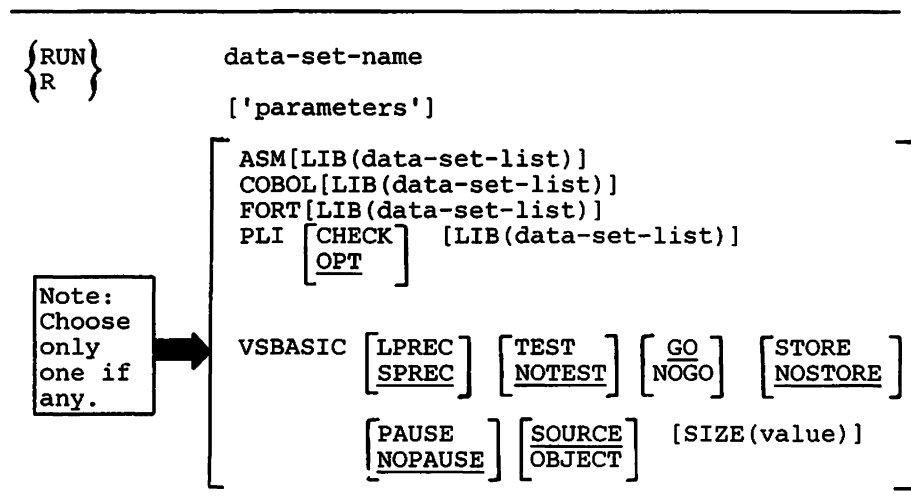 RUN data-set-name
R
['parameters']
ASM[LIB(data-set-list)]
COBOL[LIB(data-set-list)]
FORT[LIB(data-set-list)]
PLI [CHECK] [LIB(data-set-list)]
OPT
Note:
Choose
only
one if
any.
VSBASIC LPREC TEST GO STORE
SPREC NOTEST NOGO NOSTORE
PAUSE SOURCE [SIZE(value)]
NOPAUSE OBJECT